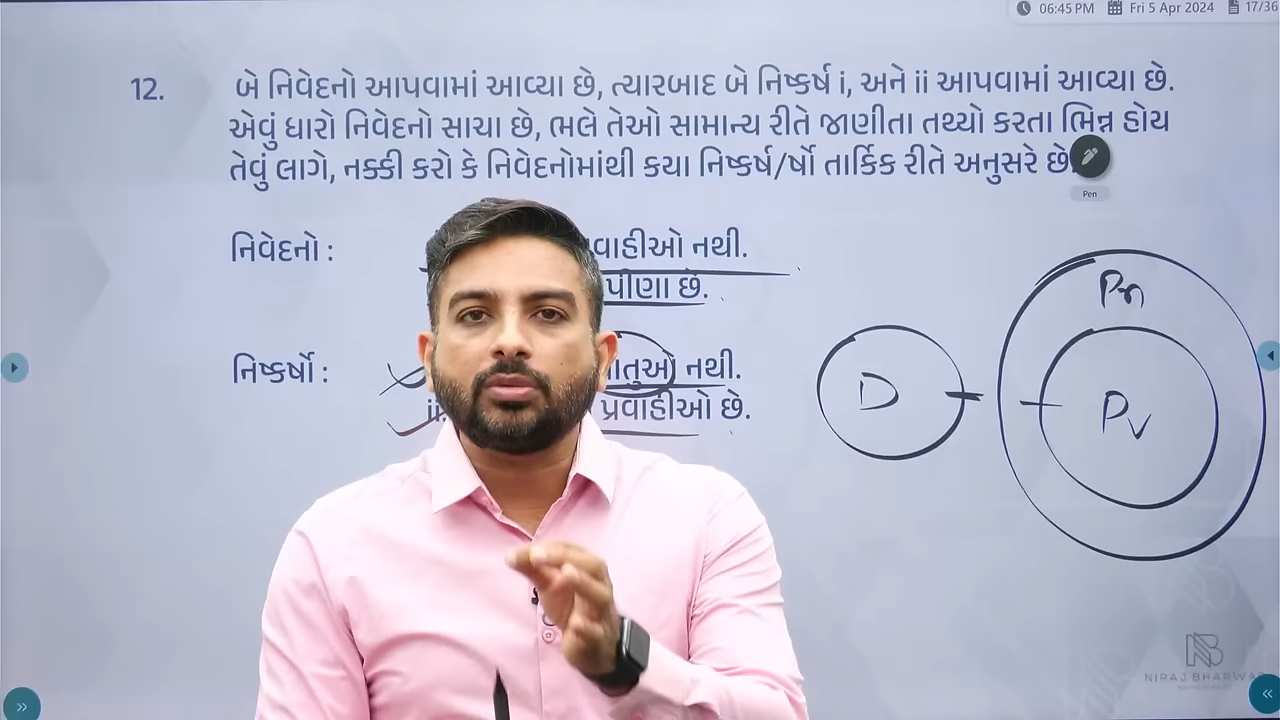 06:45 PM Fri 5 Apr 2024 17/36
12. બે નિવેદનો આપવામાં આવ્યા છે, ત્યારબાદ બે નિષ્કર્ષ i, અને ii આપવામાં આવ્યા છે.
એવું ધારો નિવેદનો સાચા છે, ભલે તેઓ સામાન્ય રીતે જાણીતા તથ્યો કરતા ભિન્ન હોય
તેવું લાગે, નક્કી કરો કે નિવેદનોમાંથી કયા નિષ્કર્ષ/ર્ષો તાર્કિક રીતે અનુસરે છે
Pen
નિવેદનો : નથી.
પીણા છે.
નિષ્કર્ષો : નથી.
ii. પ્રવાહીઓ છે.
Pn
D
Pv
NIRAJ BHARWAD